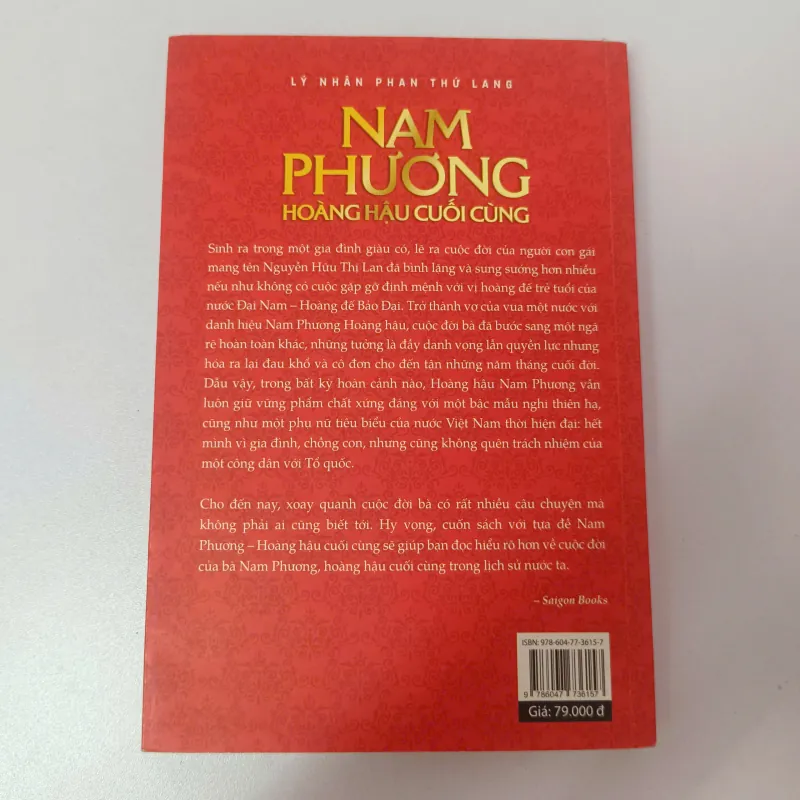 LÝ NHÂN PHAN THỨ LANG
NAM
PHƯƠNG
HOÀNG HẬU CUỐI CÙNG
Sinh ra trong một gia đình giàu có, lẽ ra cuộc đời của người con gái
mang tên Nguyễn Hữu Thị Lan đã bình lặng và sung sướng hơn nhiều
nếu như không có cuộc gặp gỡ định mệnh với vị hoàng đế trẻ tuổi của
nước Đại Nam – Hoàng đế Bảo Đại. Trở thành vợ của vua một nước với
danh hiệu Nam Phương Hoàng hậu, cuộc đời bà đã bước sang một ngã
rẽ hoàn toàn khác, những tưởng là đầy danh vọng lẫn quyền lực nhưng
hóa ra lại đau khổ và cô đơn cho đến tận những năm tháng cuối đời.
Dẫu vậy, trong bất kỳ hoàn cảnh nào, Hoàng hậu Nam Phương vẫn
luôn giữ vững phẩm chất xứng đáng với một bậc mẫu nghi thiên hạ,
cũng như một phụ nữ tiêu biểu của nước Việt Nam thời hiện đại: hết
mình vì gia đình, chồng con, nhưng cũng không quên trách nhiệm của
một công dân với Tổ quốc.
Cho đến nay, xoay quanh cuộc đời bà có rất nhiều câu chuyện mà
không phải ai cũng biết tới. Hy vọng, cuốn sách với tựa đề Nam
Phương – Hoàng hậu cuối cùng sẽ giúp bạn đọc hiểu rõ hơn về cuộc đời
của bà Nam Phương, hoàng hậu cuối cùng trong lịch sử nước ta.
– Saigon Books
ISBN: 978-604-77-3615-7
9 786047 736157
Giá: 79.000 đ